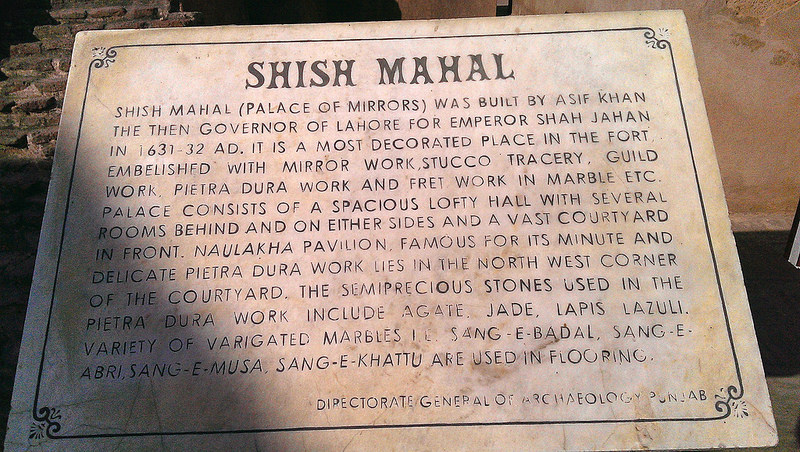 SHISH MAHAL
SHISH MAHAL (PALACE OF MIRRORS) WAS BUILT BY ASIF KHAN
THE THEN GOVERNOR OF LAHORE FOR EMPEROR SHAH JAHAN
IN 1631-32 AD. IT IS A MOST DECORATED PLACE IN THE FORT.
EMBELISHED WITH MIRROR WORK,STUCCO TRACERY, GUILD
WORK, PIETRA DURA WORK AND FRET WORK IN MARBLE ETC.
PALACE CONSISTS OF A SPACIOUS LOFTY HALL WITH SEVERAL
ROOMS BEHIND AND ON EITHER SIDES AND A VAST COURTYARD
IN FRONT. NAULAKHA PAVILION, FAMOUS FOR ITS MINUTE AND
DELICATE PIETRA DURA WORK LIES IN THE NORTH WEST CORNER
OF THE COURTYARD. THE SEMIPRECIOUS STONES USED IN THE
PIETRA DURA WORK INCLUDE AGATE, JADE, LAPIS LAZULI.
VARIETY OF VARIGATED MARBLES I.E. SANG-E-BADAL, SANG-E-
ABRI,SANG-E-MUSA, SANG-E-KHATTU ARE USED IN FLOORING.
DIRECTORATE GENERAL OF ARCHAEOLOGY PUNJAB